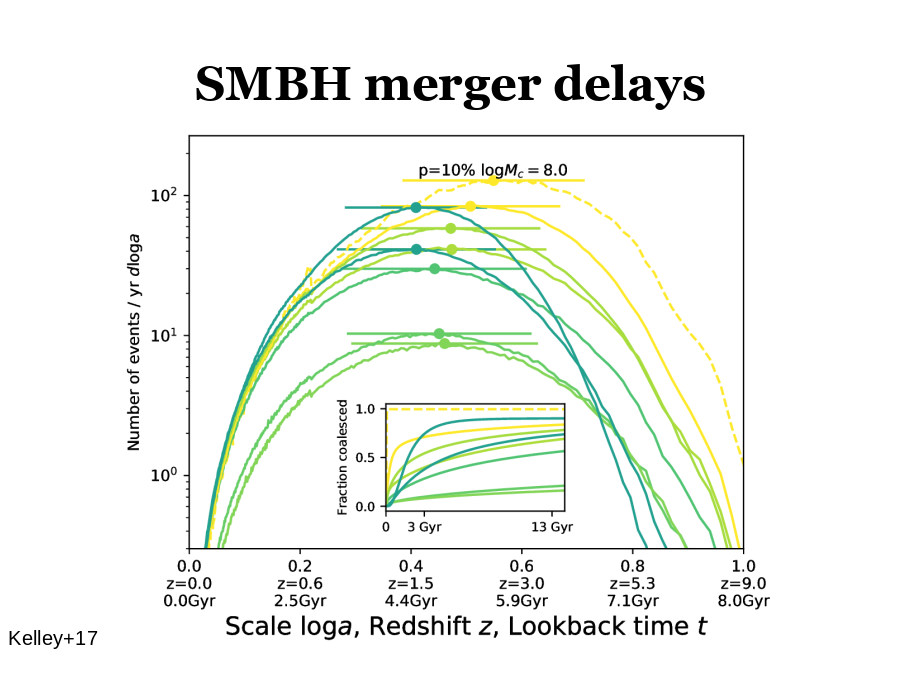 SMBH merger delays
p=10% logMc = 8.0
Number of events / yr dloga
10²
10¹
10⁰
Fraction coalesced
1.0
0.5
0.0
0 3 Gyr 13 Gyr
0.0 0.2 0.4 0.6 0.8 1.0
z=0.0 z=0.6 z=1.5 z=3.0 z=5.3 z=9.0
0.0Gyr 2.5Gyr 4.4Gyr 5.9Gyr 7.1Gyr 8.0Gyr
Scale loga, Redshift z, Lookback time t
Kelley+17